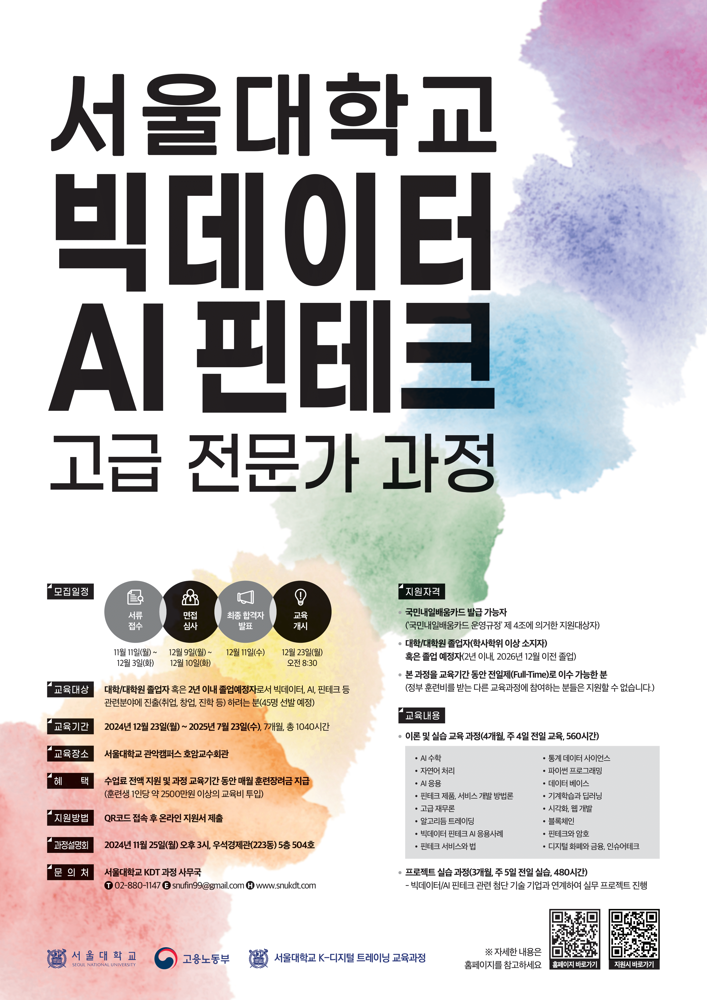 서울대학교
빅데이터
AI 핀테크
고급 전문가 과정
모집일정
서류
접수
11월 11일(월) ~
12월 3일(화)
면접
심사
12월 9일(월) ~
12월 10일(화)
최종 합격자
발표
12월 11일(수)
교육
개시
12월 23일(월)
오전 8:30
교육대상
대학/대학원 졸업자 혹은 2년 이내 졸업예정자로서 빅데이터, AI, 핀테크 등
관련분야에 진출(취업, 창업, 진학 등) 하려는 분(45명 선발 예정)
교육기간
2024년 12월 23일(월) ~ 2025년 7월 23일(수), 7개월, 총 1040시간
교육장소
서울대학교 관악캠퍼스 호암교수회관
혜 택
수업료 전액 지원 및 과정 교육기간 동안 매월 훈련장려금 지급
(훈련생 1인당 약 2500만원 이상의 교육비 투입)
지원방법
QR코드 접속 후 온라인 지원서 제출
과정설명회
2024년 11월 25일(월) 오후 3시, 우석경제관(223동) 5층 504호
문 의 처
서울대학교 KDT 과정 사무국
T 02-880-1147 E snufin99@gmail.com H www.snukdt.com
지원자격
• 국민내일배움카드 발급 가능자
(‘국민내일배움카드 운영규정’ 제 4조에 의거한 지원대상자)
• 대학/대학원 졸업자(학사학위 이상 소지자)
혹은 졸업 예정자(2년 이내, 2026년 12월 이전 졸업)
• 본 과정을 교육기간 동안 전일제(Full-Time)로 이수 가능한 분
(정부 훈련비를 받는 다른 교육과정에 참여하는 분들은 지원할 수 없습니다.)
교육내용
• 이론 및 실습 교육 과정(4개월, 주 4일 전일 교육, 560시간)
• AI 수학
• 자연어 처리
• AI 응용
• 핀테크 제품, 서비스 개발 방법론
• 고급 재무론
• 알고리듬 트레이딩
• 빅데이터 핀테크 AI 응용사례
• 핀테크 서비스와 법
• 통계 데이터 사이언스
• 파이썬 프로그래밍
• 데이터 베이스
• 기계학습과 딥러닝
• 시각화, 웹 개발
• 블록체인
• 핀테크와 암호
• 디지털 화폐와 금융, 인슈어테크
• 프로젝트 실습 과정(3개월, 주 5일 전일 실습, 480시간)
- 빅데이터/AI 핀테크 관련 첨단 기술 기업과 연계하여 실무 프로젝트 진행
서울대학교
SEOUL NATIONAL UNIVERSITY
고용노동부
서울대학교 K-디지털 트레이닝 교육과정
※ 자세한 내용은
홈페이지를 참고하세요
홈페이지 바로가기
지원시 바로가기